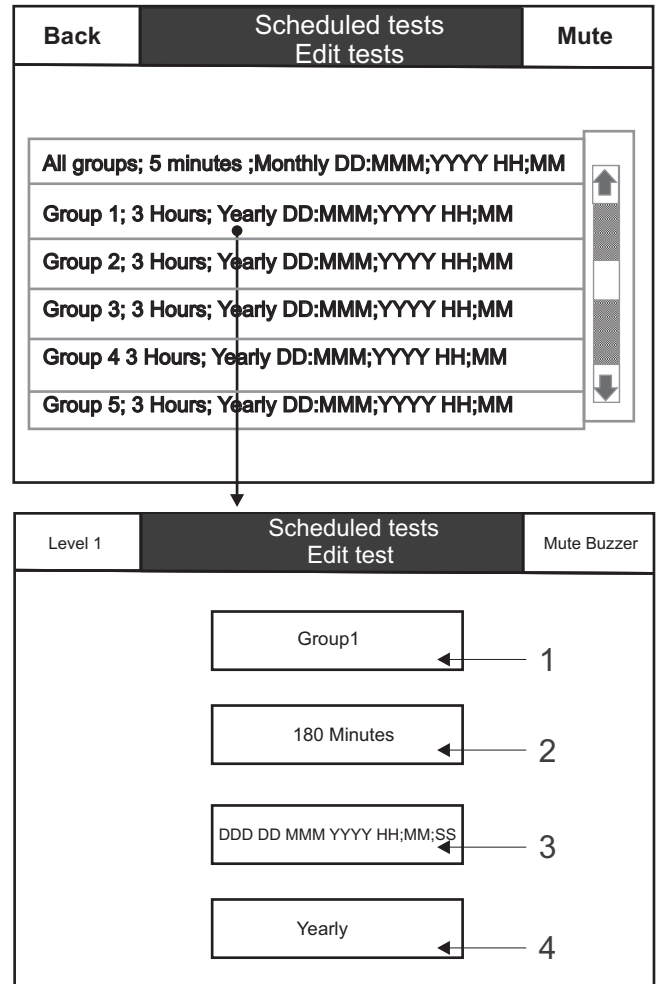 Back
Scheduled tests
Edit tests
Mute
All groups; 5 minutes ;Monthly DD:MMM;YYYY HH;MM
Group 1; 3 Hours; Yearly DD:MMM;YYYY HH;MM
Group 2; 3 Hours; Yearly DD:MMM;YYYY HH;MM
Group 3; 3 Hours; Yearly DD:MMM;YYYY HH;MM
Group 4 3 Hours; Yearly DD:MMM;YYYY HH;MM
Group 5; 3 Hours; Yearly DD:MMM;YYYY HH;MM
Level 1
Scheduled tests
Edit test
Mute Buzzer
Group1
1
180 Minutes
2
DDD DD MMM YYYY HH;MM;SS
3
Yearly
4